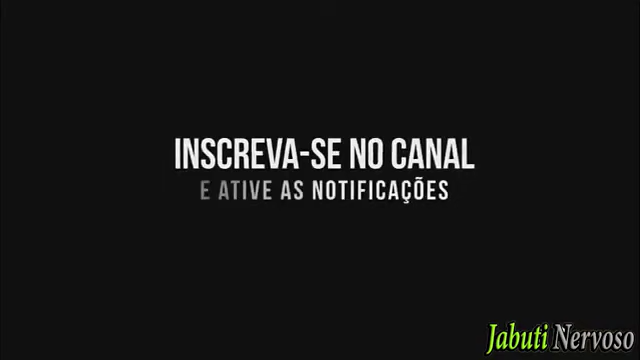 INSCREVA-SE NO CANAL
E ATIVE AS NOTIFICAÇÕES
Jabuti Nervoso